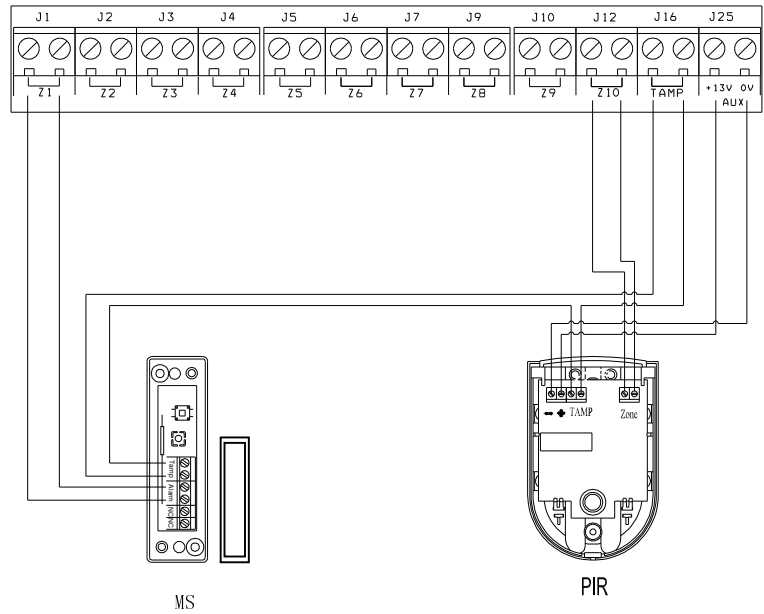 J1 J2 J3 J4 J5 J6 J7 J9 J10 J12 J16 J25
Z1 Z2 Z3 Z4 Z5 Z6 Z7 Z8 Z9 Z10 TAMP +13V 0V
AUX
TAMP Zone
Tamp
Alarm
NC
NC
MS
PIR